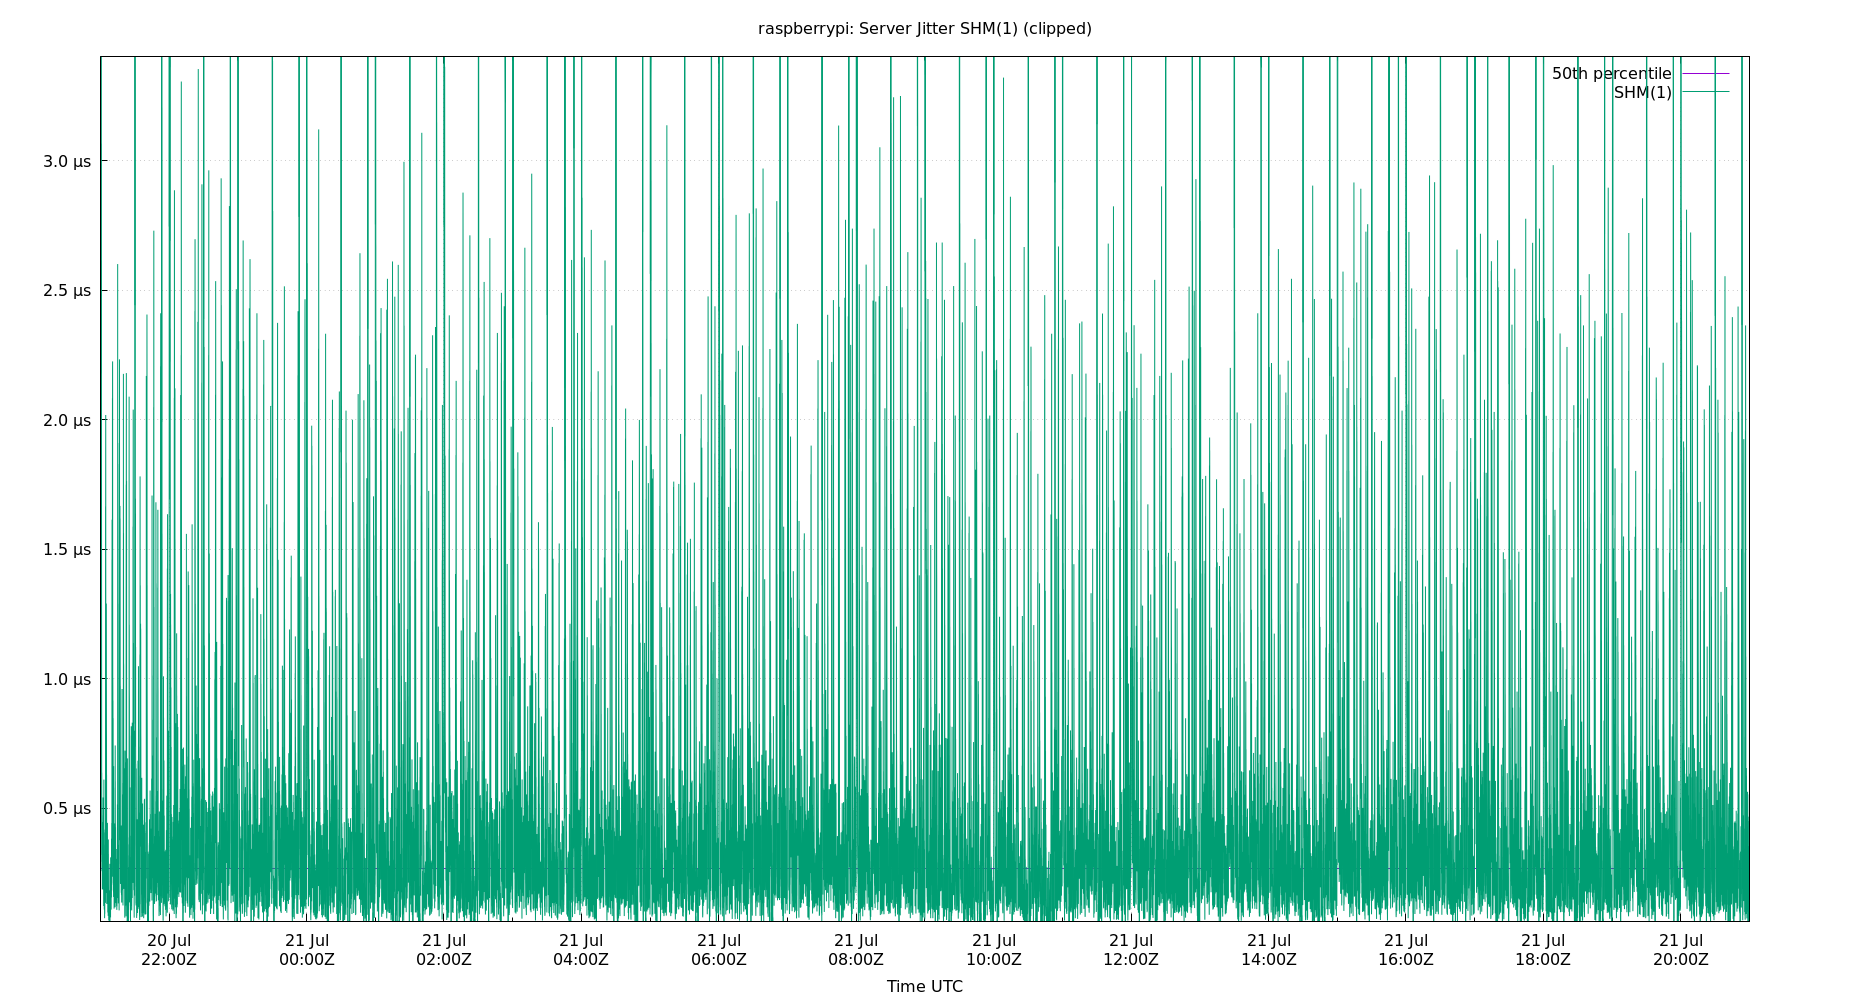 raspberrypi: Server Jitter SHM(1) (clipped)
50th percentile
SHM(1)
3.0 µs
2.5 µs
2.0 µs
1.5 µs
1.0 µs
0.5 µs
20 Jul 21 Jul 21 Jul 21 Jul 21 Jul 21 Jul 21 Jul 21 Jul 21 Jul 21 Jul 21 Jul 21 Jul
22:00Z 00:00Z 02:00Z 04:00Z 06:00Z 08:00Z 10:00Z 12:00Z 14:00Z 16:00Z 18:00Z 20:00Z
Time UTC